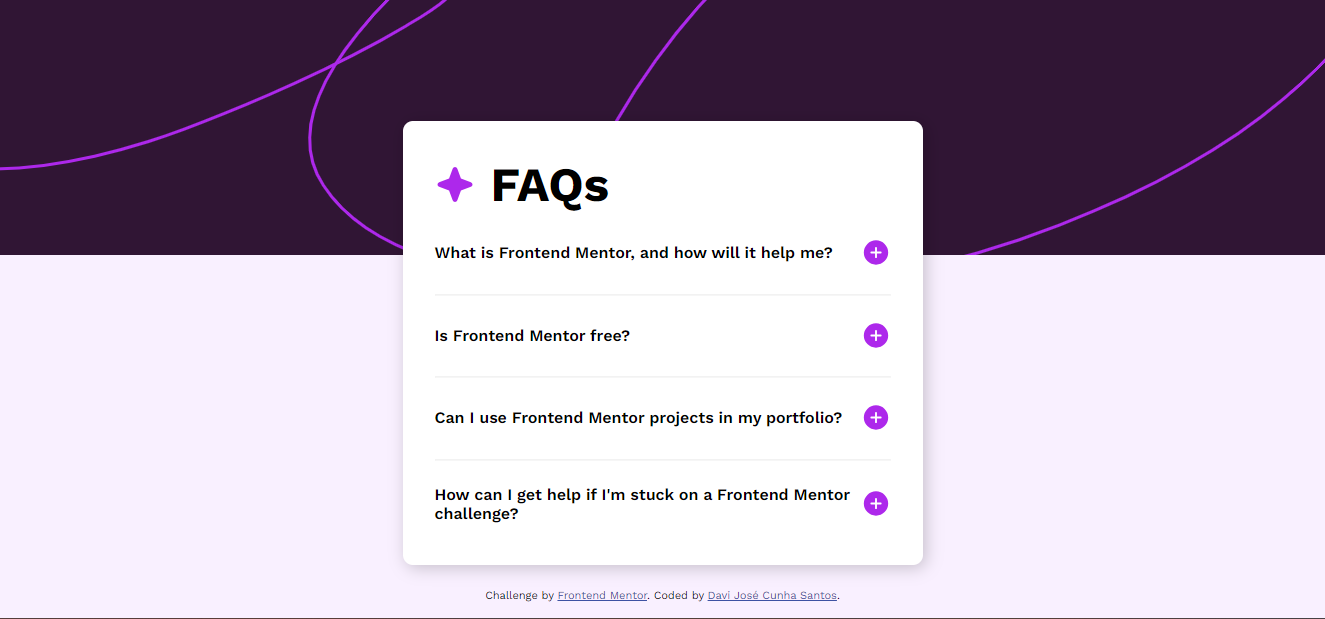 FAQs
What is Frontend Mentor, and how will it help me?
Is Frontend Mentor free?
Can I use Frontend Mentor projects in my portfolio?
How can I get help if I'm stuck on a Frontend Mentor
challenge?
Challenge by Frontend Mentor. Coded by Davi José Cunha Santos.